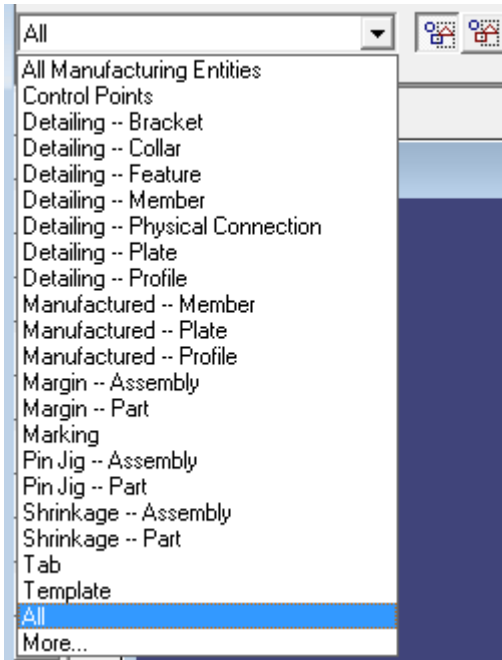 All
All Manufacturing Entities
Control Points
Detailing -- Bracket
Detailing -- Collar
Detailing -- Feature
Detailing -- Member
Detailing -- Physical Connection
Detailing -- Plate
Detailing -- Profile
Manufactured -- Member
Manufactured -- Plate
Manufactured -- Profile
Margin -- Assembly
Margin -- Part
Marking
Pin Jig -- Assembly
Pin Jig -- Part
Shrinkage -- Assembly
Shrinkage -- Part
Tab
Template
All
More...